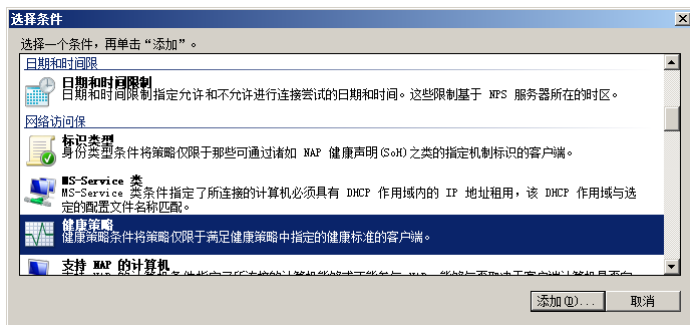 选择条件
选择一个条件，再单击“添加”。
日期和时间限
日期和时间限制
日期和时间限制指定允许和不允许进行连接尝试的日期和时间。这些限制基于 NPS 服务器所在的时区。
网络访问保
标识类型
身份类型条件将策略仅限于那些可通过诸如 NAP 健康声明(SoH)之类的指定机制标识的客户端。
MS-Service 类
MS-Service 类条件指定了所连接的计算机必须具有 DHCP 作用域内的 IP 地址租用，该 DHCP 作用域与选
定的配置文件名称匹配。
健康策略
健康策略条件将策略仅限于满足健康策略中指定的健康标准的客户端。
支持 NAP 的计算机
添加(D)... 取消